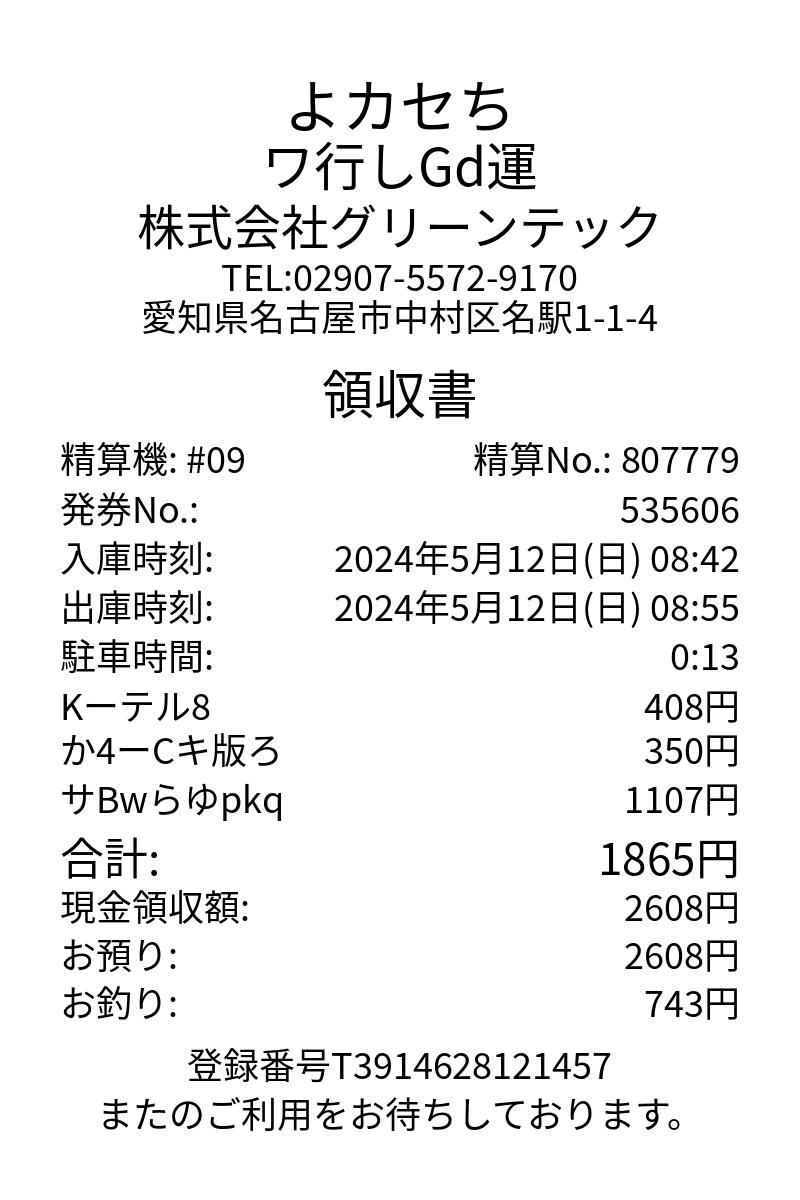 よカセち
ワ行しGd運
株式会社グリーンテック
TEL:02907-5572-9170
愛知県名古屋市中村区名駅1-1-4
領収書
精算機: #09 精算No.: 807779
発券No.: 535606
入庫時刻: 2024年5月12日(日) 08:42
出庫時刻: 2024年5月12日(日) 08:55
駐車時間: 0:13
Kーテル8 408円
か4ーCキ版ろ 350円
サBwらゆpkq 1107円
合計: 1865円
現金領収額: 2608円
お預り: 2608円
お釣り: 743円
登録番号T3914628121457
またのご利用をお待ちしております。